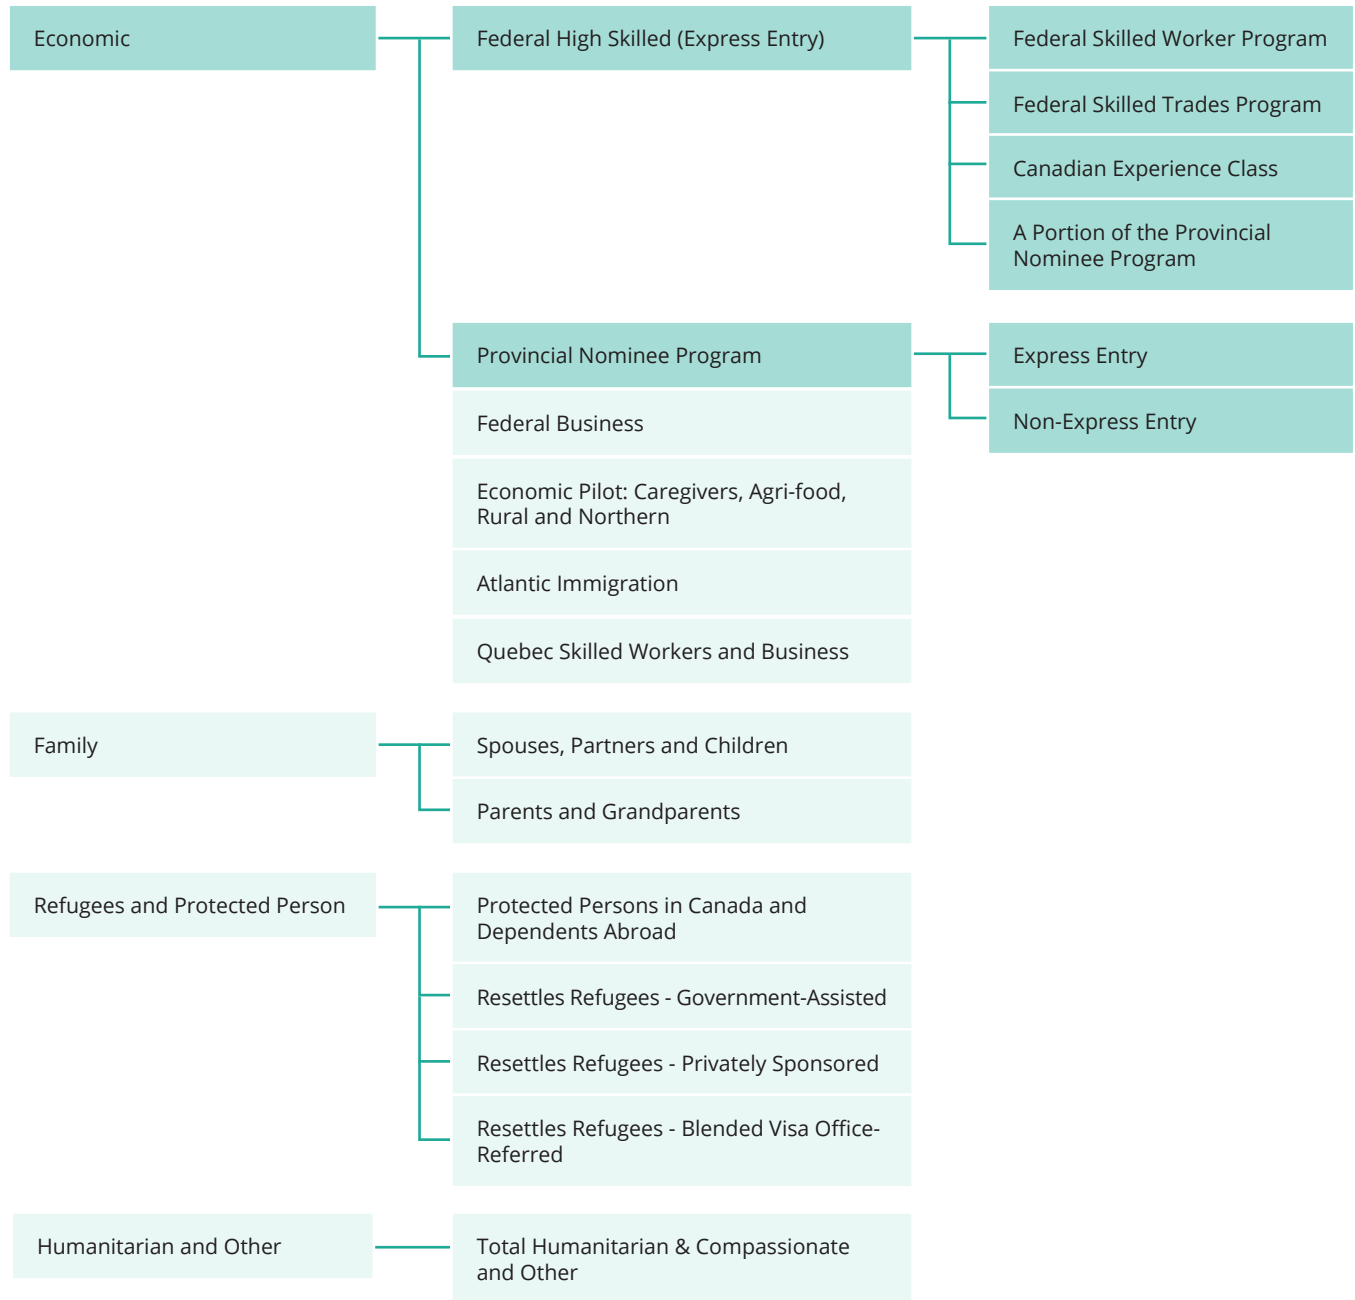 Economic
Federal High Skilled (Express Entry)
Federal Skilled Worker Program
Federal Skilled Trades Program
Canadian Experience Class
A Portion of the Provincial
Nominee Program
Provincial Nominee Program
Express Entry
Non-Express Entry
Federal Business
Economic Pilot: Caregivers, Agri-food,
Rural and Northern
Atlantic Immigration
Quebec Skilled Workers and Business
Family
Spouses, Partners and Children
Parents and Grandparents
Refugees and Protected Person
Protected Persons in Canada and
Dependents Abroad
Resettles Refugees - Government-Assisted
Resettles Refugees - Privately Sponsored
Resettles Refugees - Blended Visa Office-
Referred
Humanitarian and Other
Total Humanitarian & Compassionate
and Other